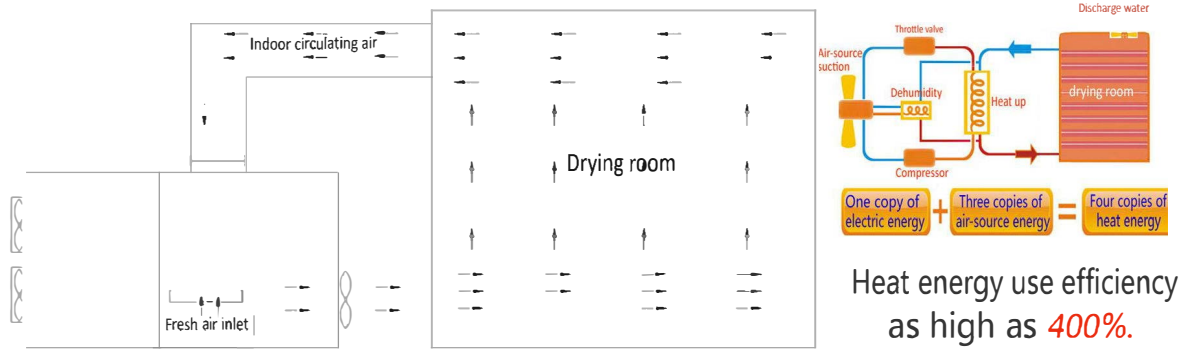 Indoor circulating air
Drying room
Fresh air inlet
Discharge water
Throttle valve
Air-source
suction
Dehumidity
Heat up
drying room
Compressor
One copy of
electric energy
+
Three copies of
air-source energy
=
Four copies of
heat energy
Heat energy use efficiency
as high as 400%.